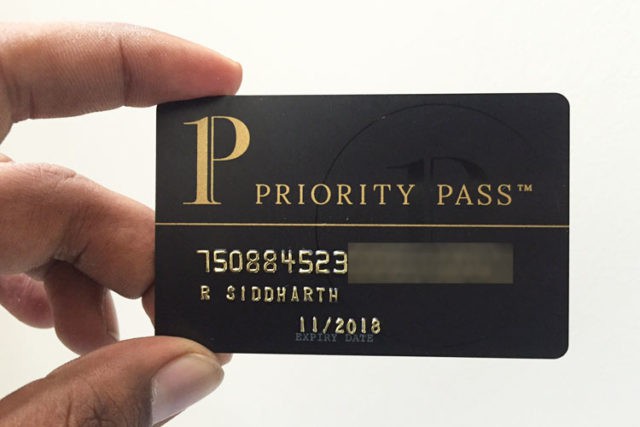 P PRIORITY PASS™
750884523
R SIDDHARTH
11/2018
EXPIRY DATE